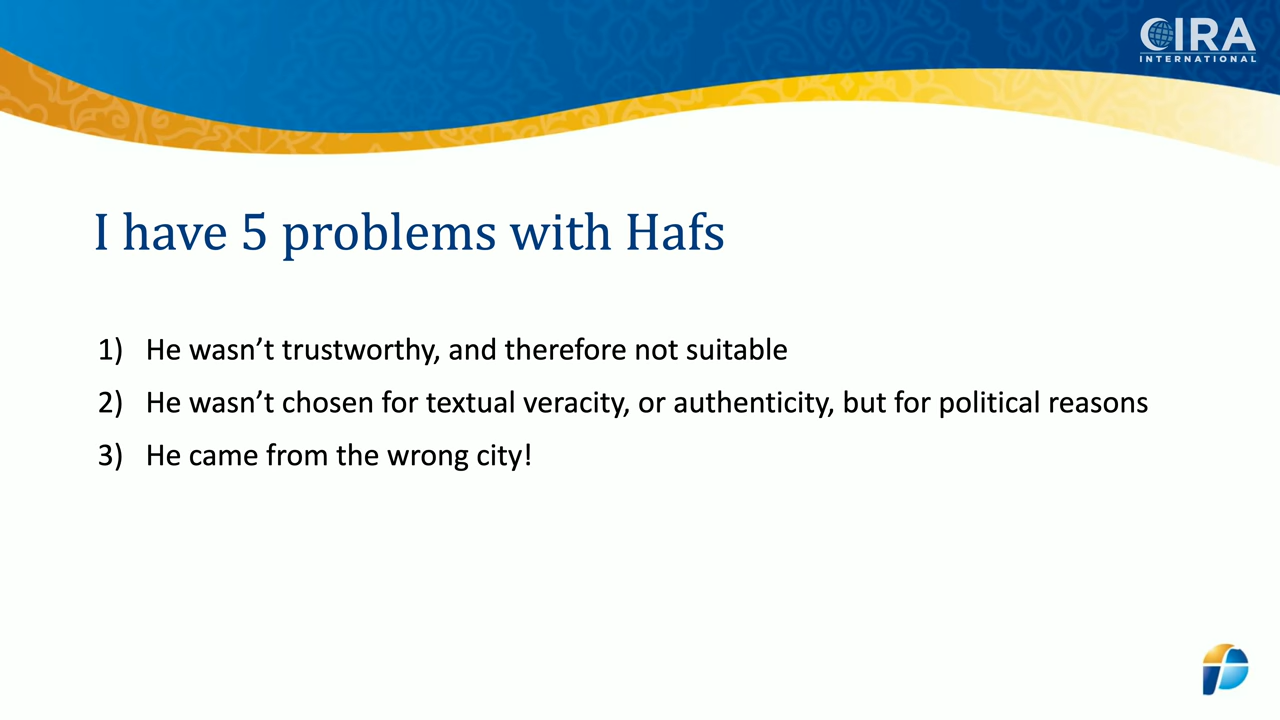 CIRA
INTERNATIONAL
I have 5 problems with Hafs
1) He wasn’t trustworthy, and therefore not suitable
2) He wasn’t chosen for textual veracity, or authenticity, but for political reasons
3) He came from the wrong city!